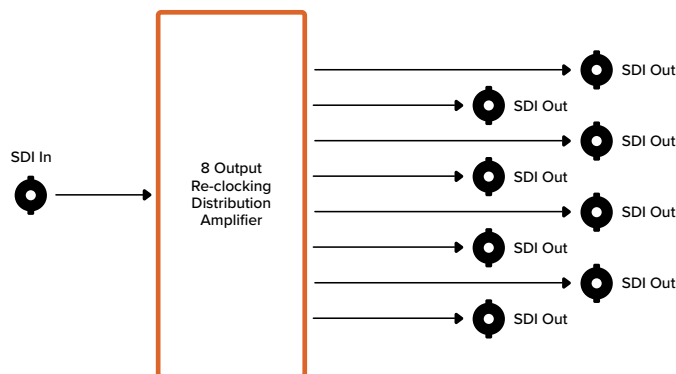 SDI In
8 Output
Re-clocking
Distribution
Amplifier
SDI Out
SDI Out
SDI Out
SDI Out
SDI Out
SDI Out
SDI Out
SDI Out